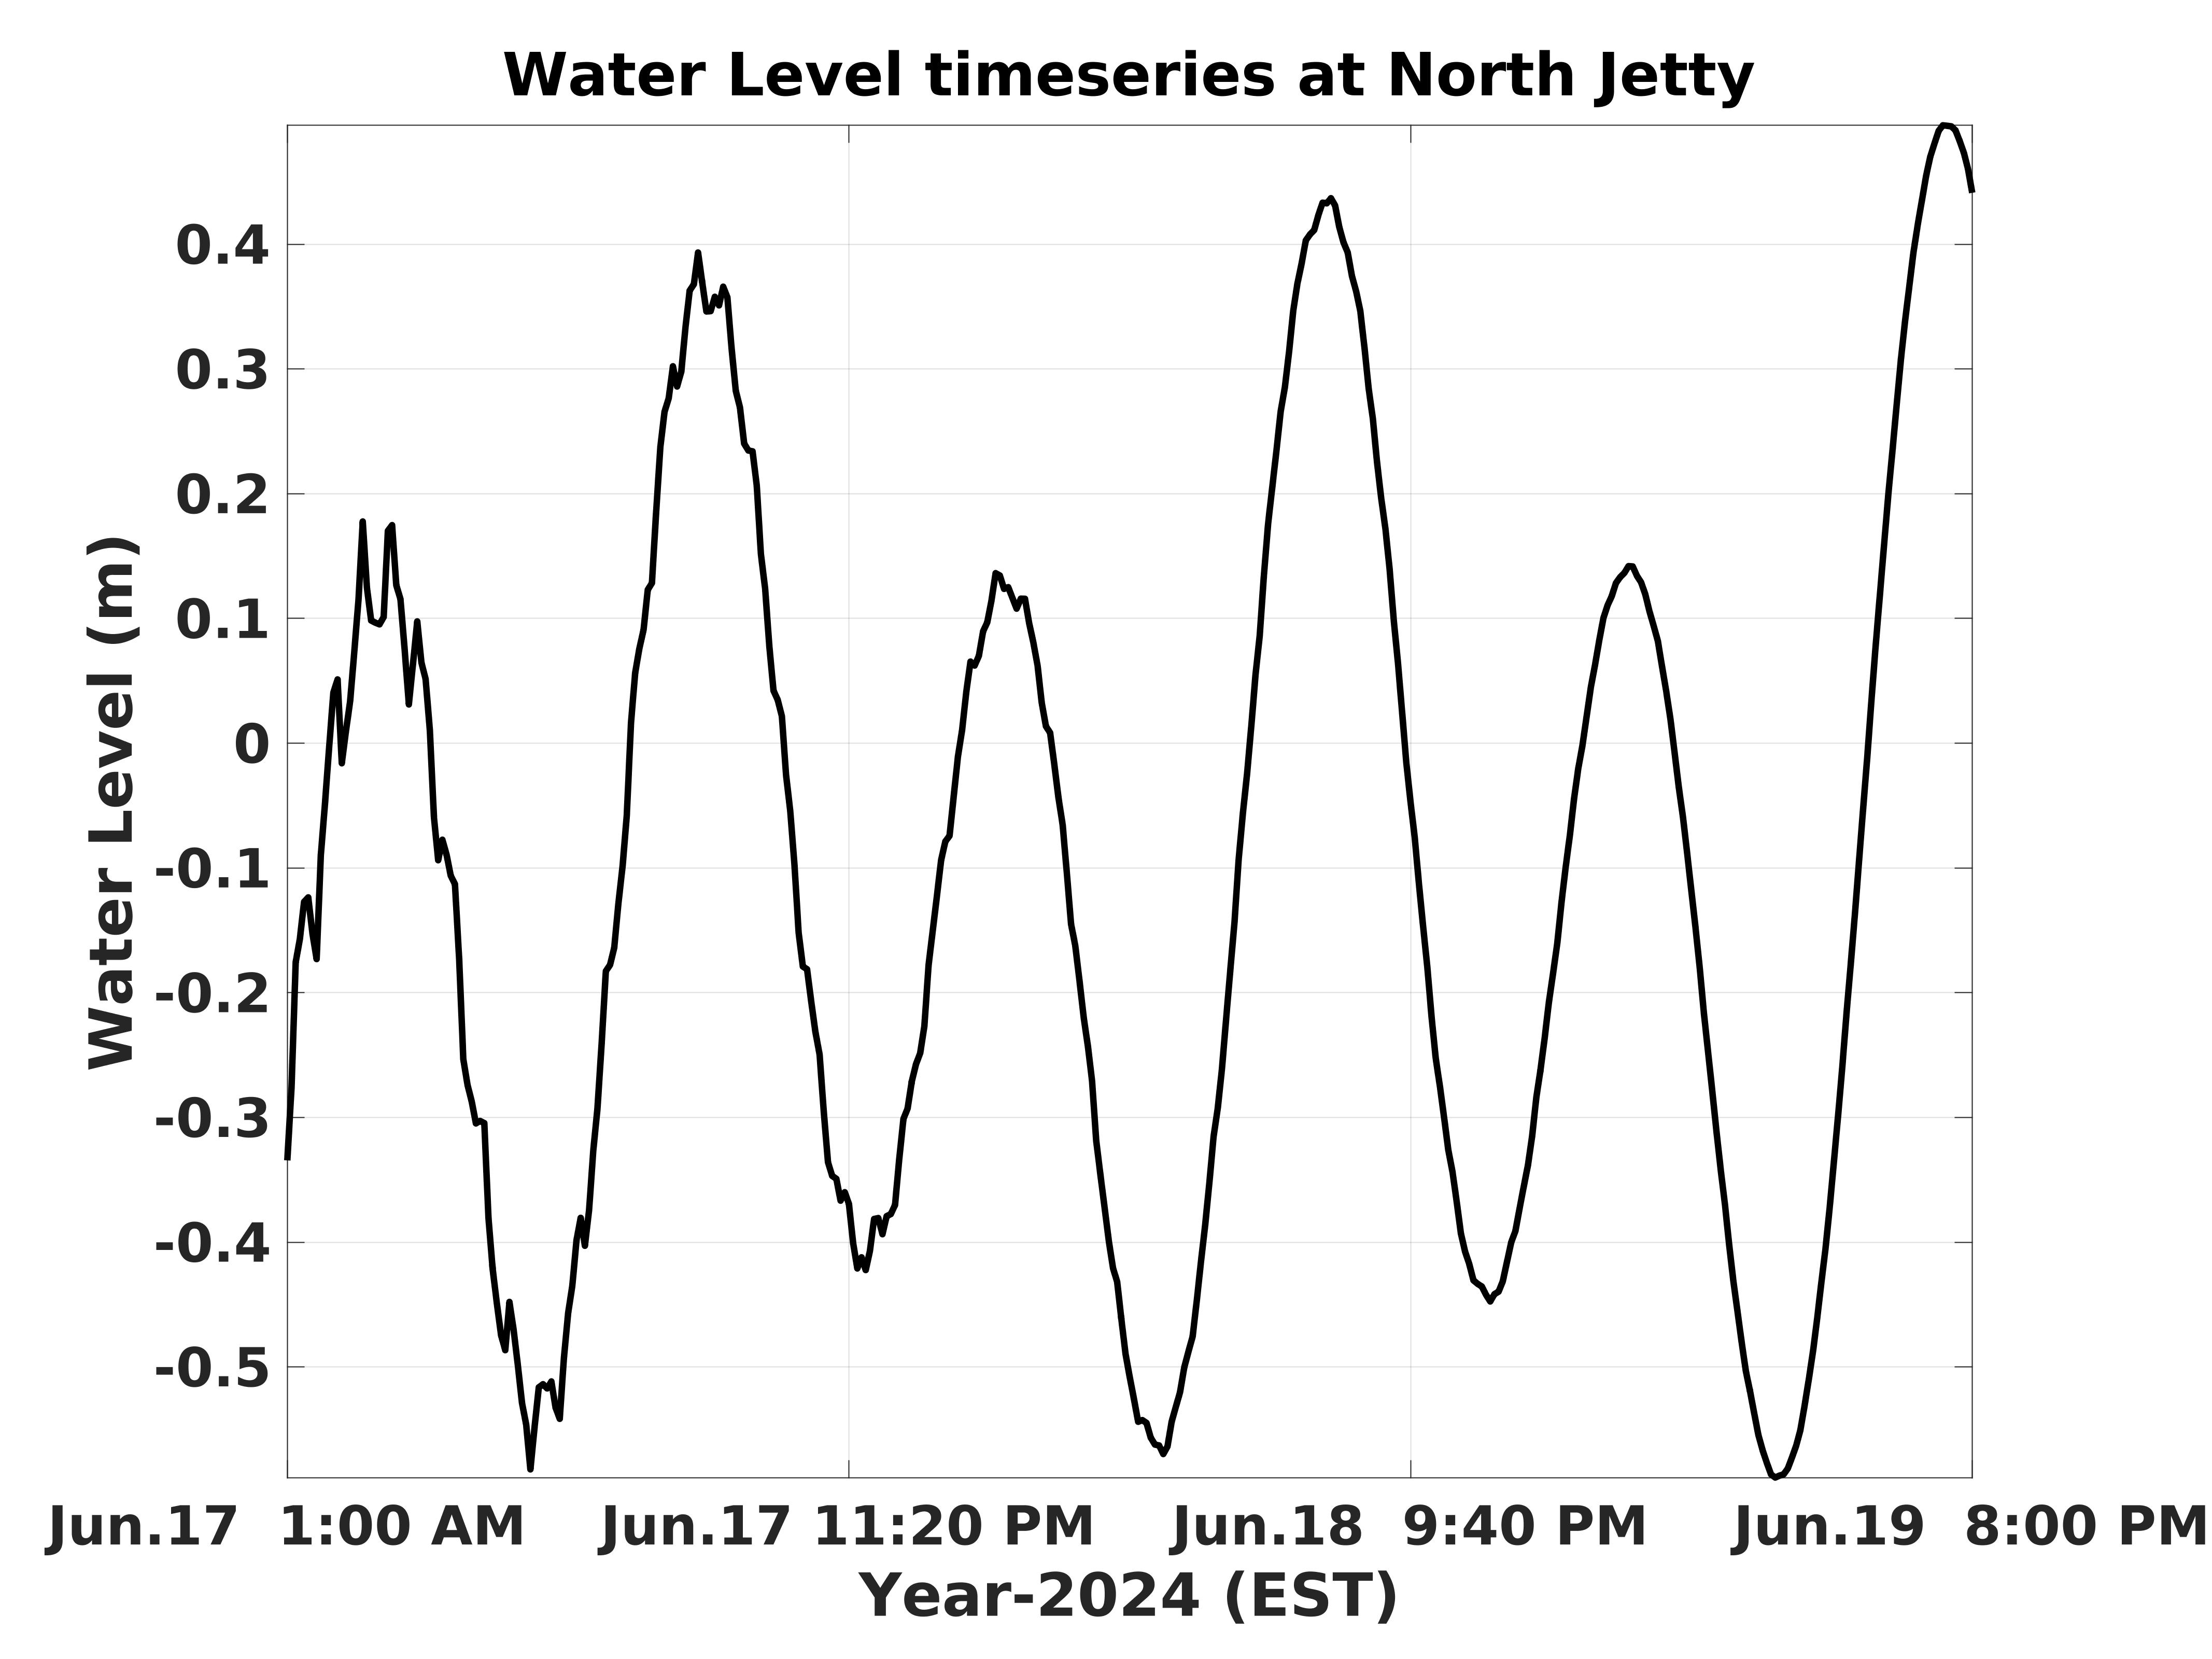 Water Level timeseries at North Jetty
Water Level (m)
0.4
0.3
0.2
0.1
0
-0.1
-0.2
-0.3
-0.4
-0.5
Jun.17 1:00 AM Jun.17 11:20 PM Jun.18 9:40 PM Jun.19 8:00 PM
Year-2024 (EST)